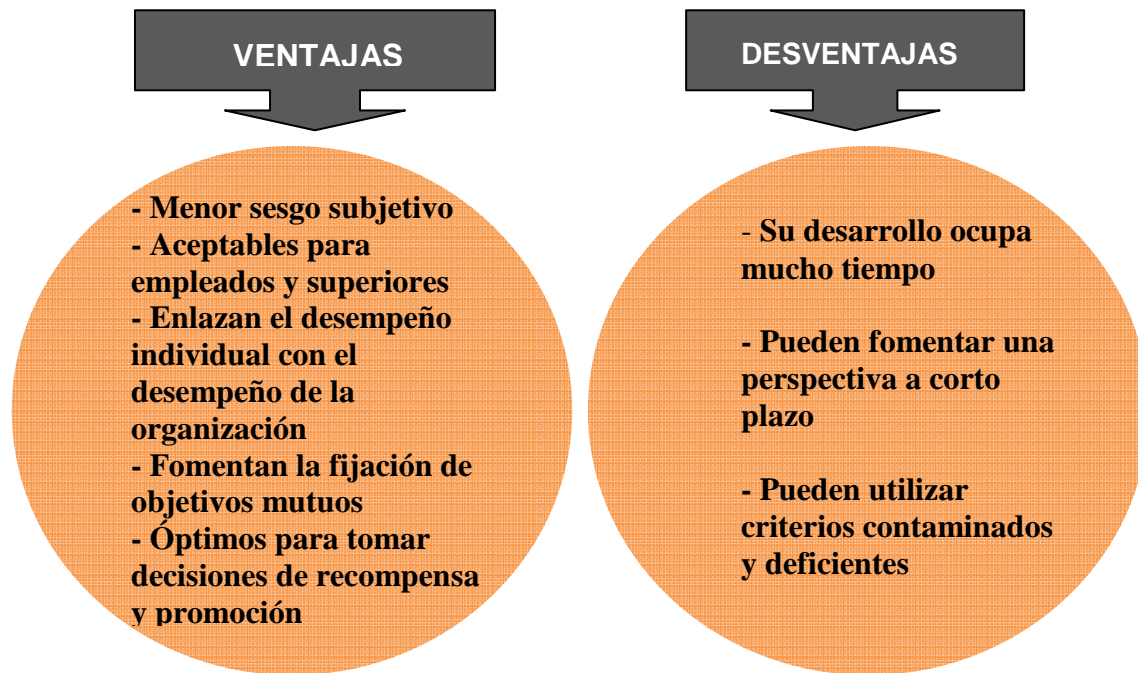 VENTAJAS
- Menor sesgo subjetivo
- Aceptables para
empleados y superiores
- Enlazan el desempeño
individual con el
desempeño de la
organización
- Fomentan la fijación de
objetivos mutuos
- Óptimos para tomar
decisiones de recompensa
y promoción
DESVENTAJAS
- Su desarrollo ocupa
mucho tiempo
- Pueden fomentar una
perspectiva a corto
plazo
- Pueden utilizar
criterios contaminados
y deficientes